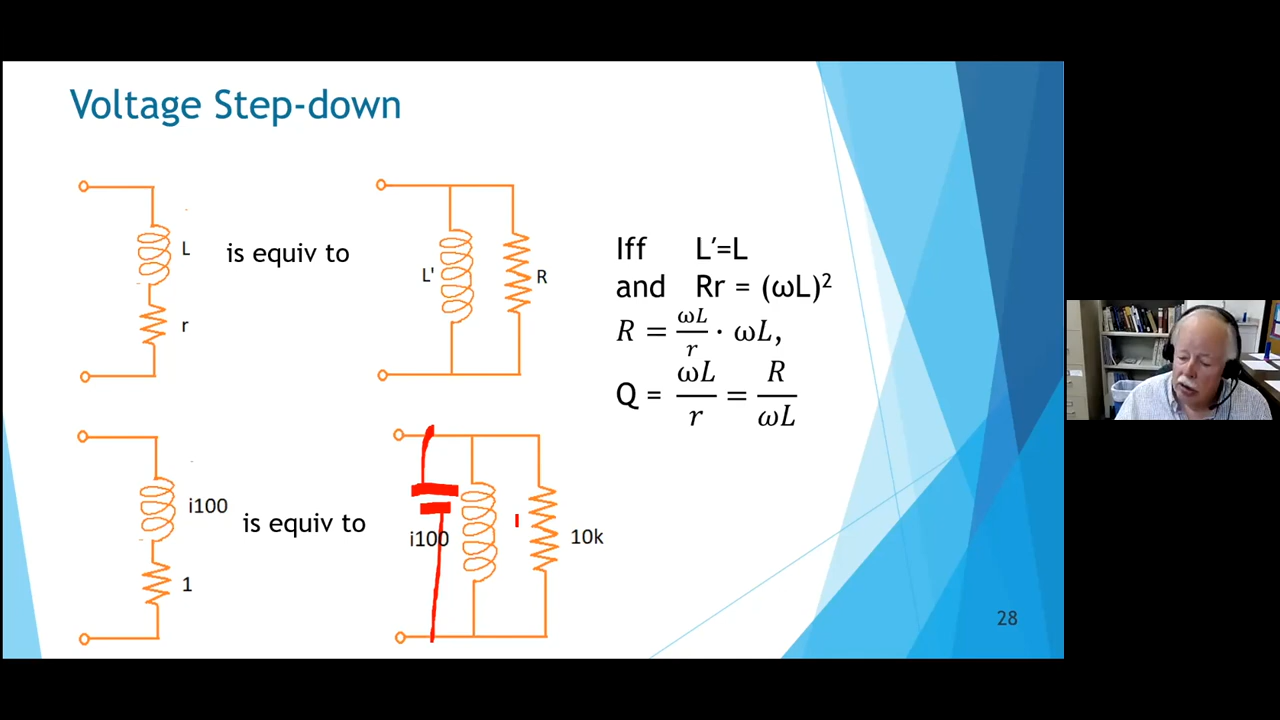 Voltage Step-down
L
r
is equiv to
L'
R
Iff L′=L
and Rr = (ωL)²
R = ωL/r · ωL,
Q = ωL/r = R/ωL
i100
1
is equiv to
i100
10k
28